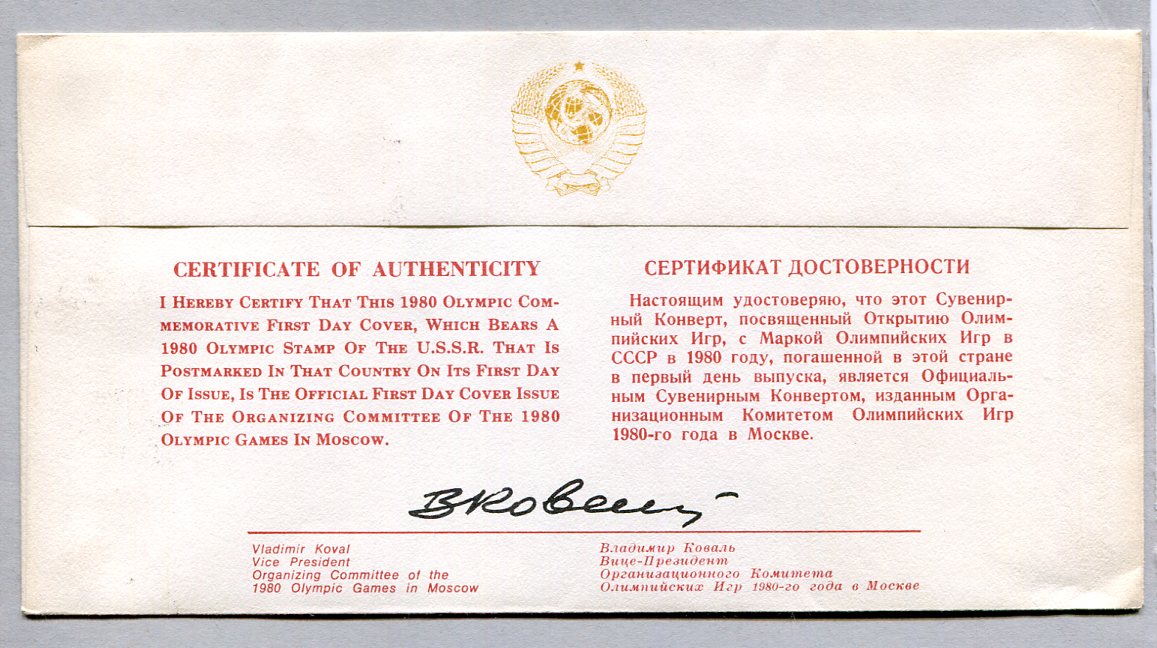 CERTIFICATE OF AUTHENTICITY
I HEREBY CERTIFY THAT THIS 1980 OLYMPIC COM-
MEMORATIVE FIRST DAY COVER, WHICH BEARS A
1980 OLYMPIC STAMP OF THE U.S.S.R. THAT IS
POSTMARKED IN THAT COUNTRY ON ITS FIRST DAY
OF ISSUE, IS THE OFFICIAL FIRST DAY COVER ISSUE
OF THE ORGANIZING COMMITTEE OF THE 1980
OLYMPIC GAMES IN MOSCOW.
СЕРТИФИКАТ ДОСТОВЕРНОСТИ
Настоящим удостоверяю, что этот Сувенир-
ный Конверт, посвященный Открытию Олим-
пийских Игр, с Маркой Олимпийских Игр в
СССР в 1980 году, погашенной в этой стране
в первый день выпуска, является Официаль-
ным Сувенирным Конвертом, изданным Орга-
низационным Комитетом Олимпийских Игр
1980-го года в Москве.
ВКоваль
Vladimir Koval
Vice President
Organizing Committee of the
1980 Olympic Games in Moscow
Владимир Коваль
Вице-Президент
Организационного Комитета
Олимпийских Игр 1980-го года в Москве